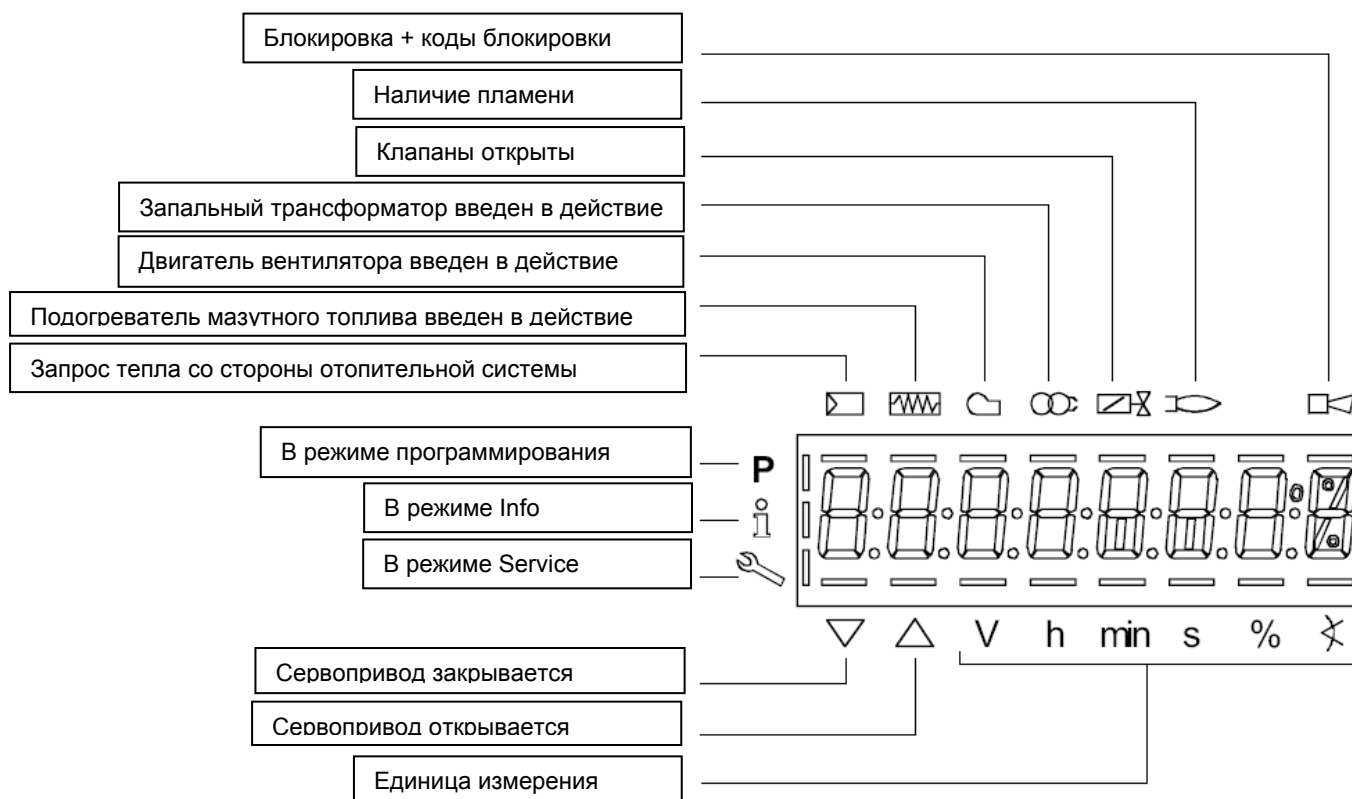 Блокировка + коды блокировки
Наличие пламени
Клапаны открыты
Запальный трансформатор введен в действие
Двигатель вентилятора введен в действие
Подогреватель мазутного топлива введен в действие
Запрос тепла со стороны отопительной системы
В режиме программирования
P
В режиме Info
i
В режиме Service
V h min s %
Сервопривод закрывается
Сервопривод открывается
Единица измерения